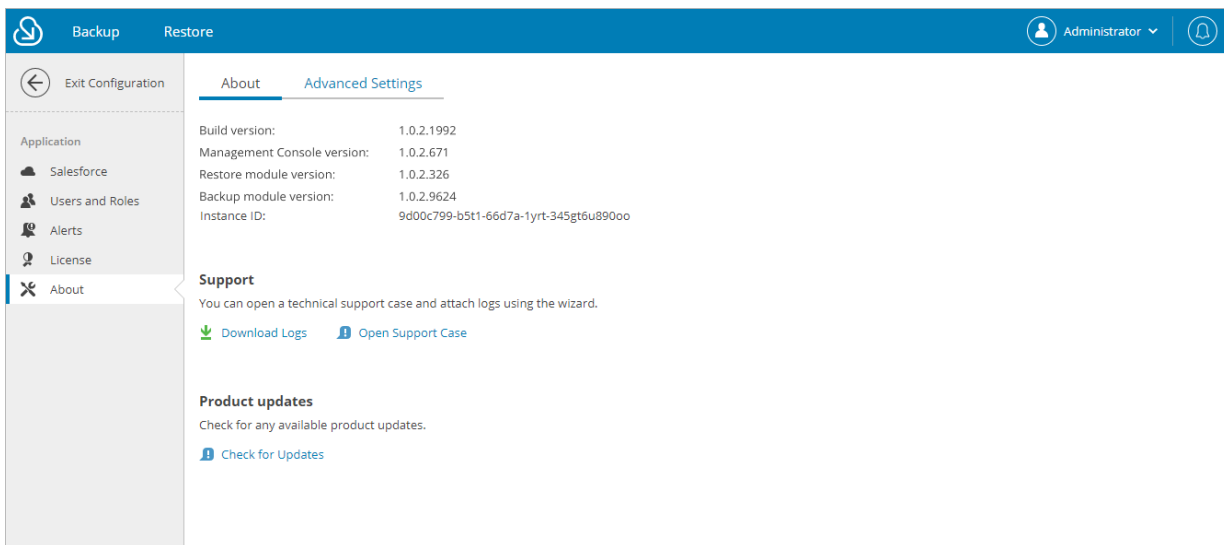 Backup Restore Administrator
Exit Configuration
About Advanced Settings
Application
Salesforce
Users and Roles
Alerts
License
About
Build version: 1.0.2.1992
Management Console version: 1.0.2.671
Restore module version: 1.0.2.326
Backup module version: 1.0.2.9624
Instance ID: 9d00c799-b5t1-66d7a-1yrt-345gt6u890oo
Support
You can open a technical support case and attach logs using the wizard.
Download Logs Open Support Case
Product updates
Check for any available product updates.
Check for Updates